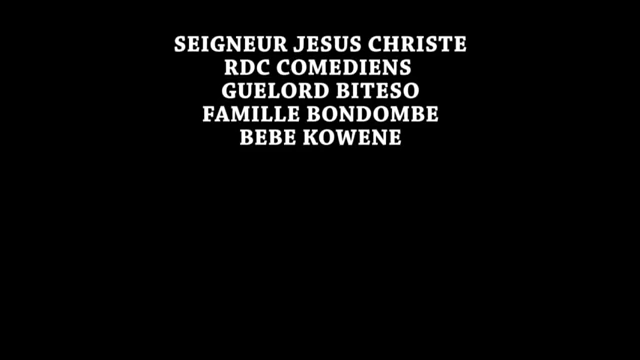 SEIGNEUR JESUS CHRISTE
RDC COMEDIENS
GUELORD BITESO
FAMILLE BONDOMBE
BEBE KOWENE